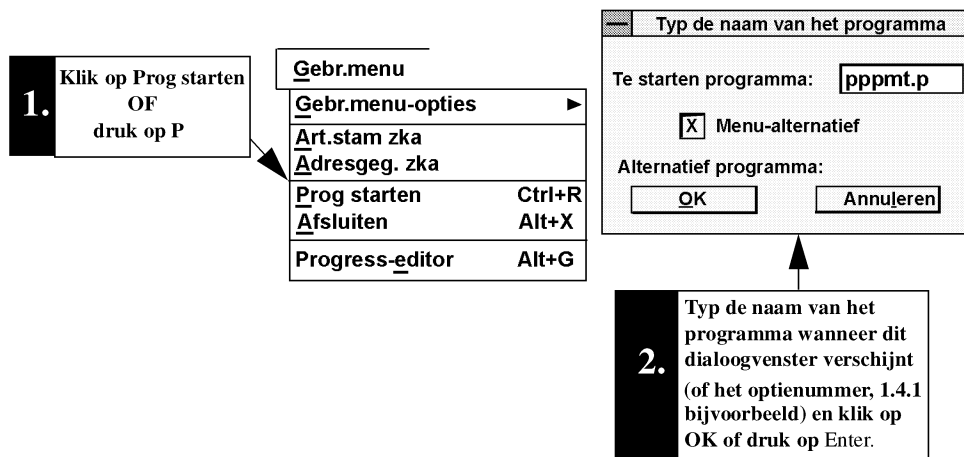 1.
Klik op Prog starten
OF
druk op P
Gebr.menu
Gebr.menu-opties
Art.stam zka
Adresgeg. zka
Prog starten Ctrl+R
Afsluiten Alt+X
Progress-editor Alt+G
Typ de naam van het programma
Te starten programma: pppmt.p
X Menu-alternatief
Alternatief programma:
OK Annuleren
2.
Typ de naam van het
programma wanneer dit
dialoogvenster verschijnt
(of het optienummer, 1.4.1
bijvoorbeeld) en klik op
OK of druk op Enter.